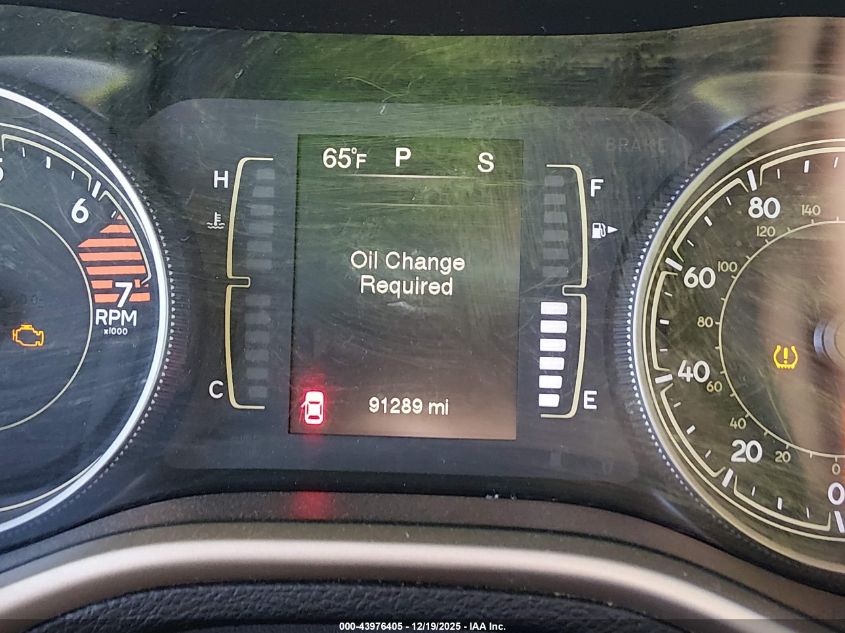 65°F P S
BRAKE
H
F
Oil Change
Required
C
E
91289 mi
6
7
RPM
x1000
80
60
40
20
0
140
120
100
80
60
40
20
0
000-43976405 - 12/19/2025 - IAA Inc.